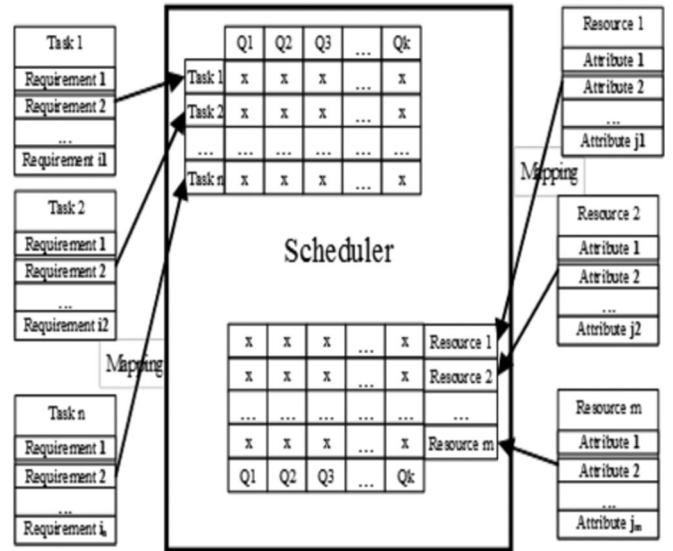 Task 1
Requirement 1
Requirement 2
...
Requirement i1
Task 2
Requirement 1
Requirement 2
...
Requirement i2
Mapping
Task n
Requirement 1
Requirement 2
...
Requirement iₙ
Q1 Q2 Q3 ... Qk
Task 1 x x x ... x
Task 2 x x x ... x
... ... ... ... ... ...
Task n x x x ... x
Scheduler
x x x ... x Resource 1
x x x ... x Resource 2
... ... ... ... ... ...
x x x ... x Resource m
Q1 Q2 Q3 ... Qk
Resource 1
Attribute 1
Attribute 2
...
Attribute j1
Mapping
Resource 2
Attribute 1
Attribute 2
...
Attribute j2
Resource m
Attribute 1
Attribute 2
...
Attribute jₘ